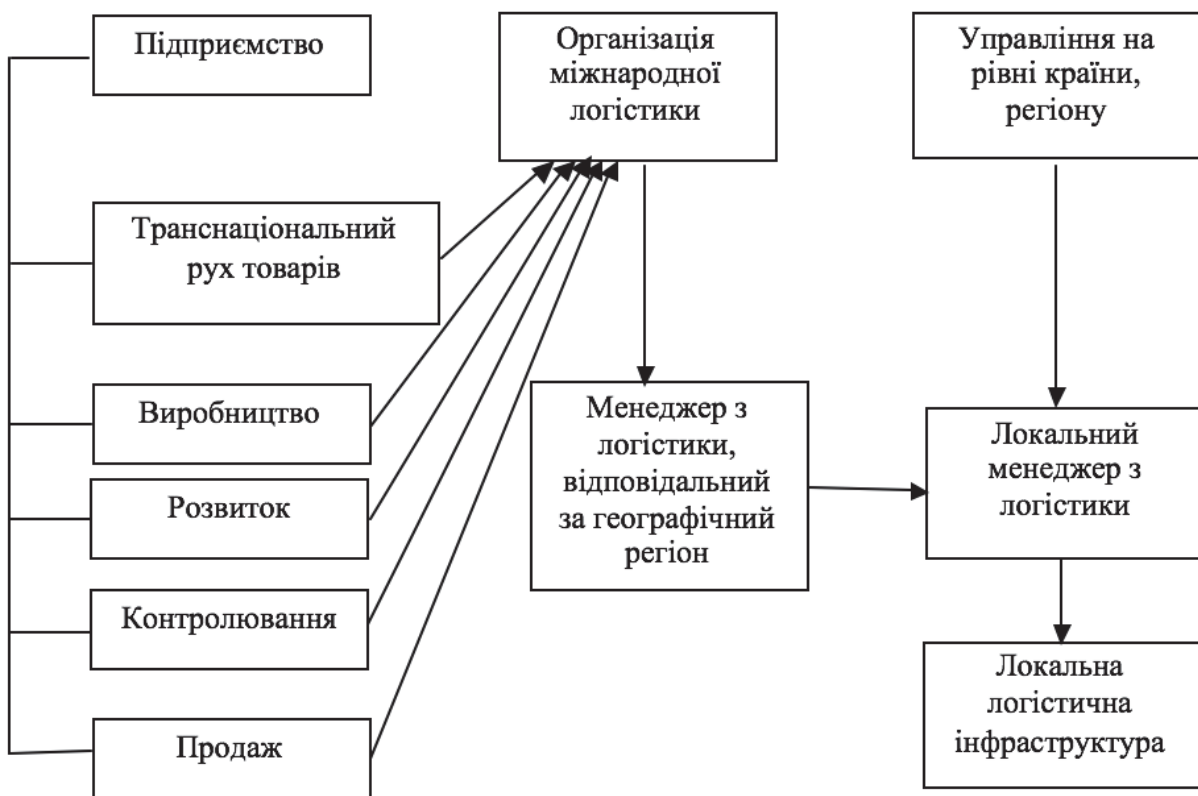 Підприємство
Організація
міжнародної
логістики
Управління на
рівні країни,
регіону
Транснаціональний
рух товарів
Виробництво
Розвиток
Контролювання
Продаж
Менеджер з
логістики,
відповідальний
за географічний
регіон
Локальний
менеджер з
логістики
Локальна
логістична
інфраструктура